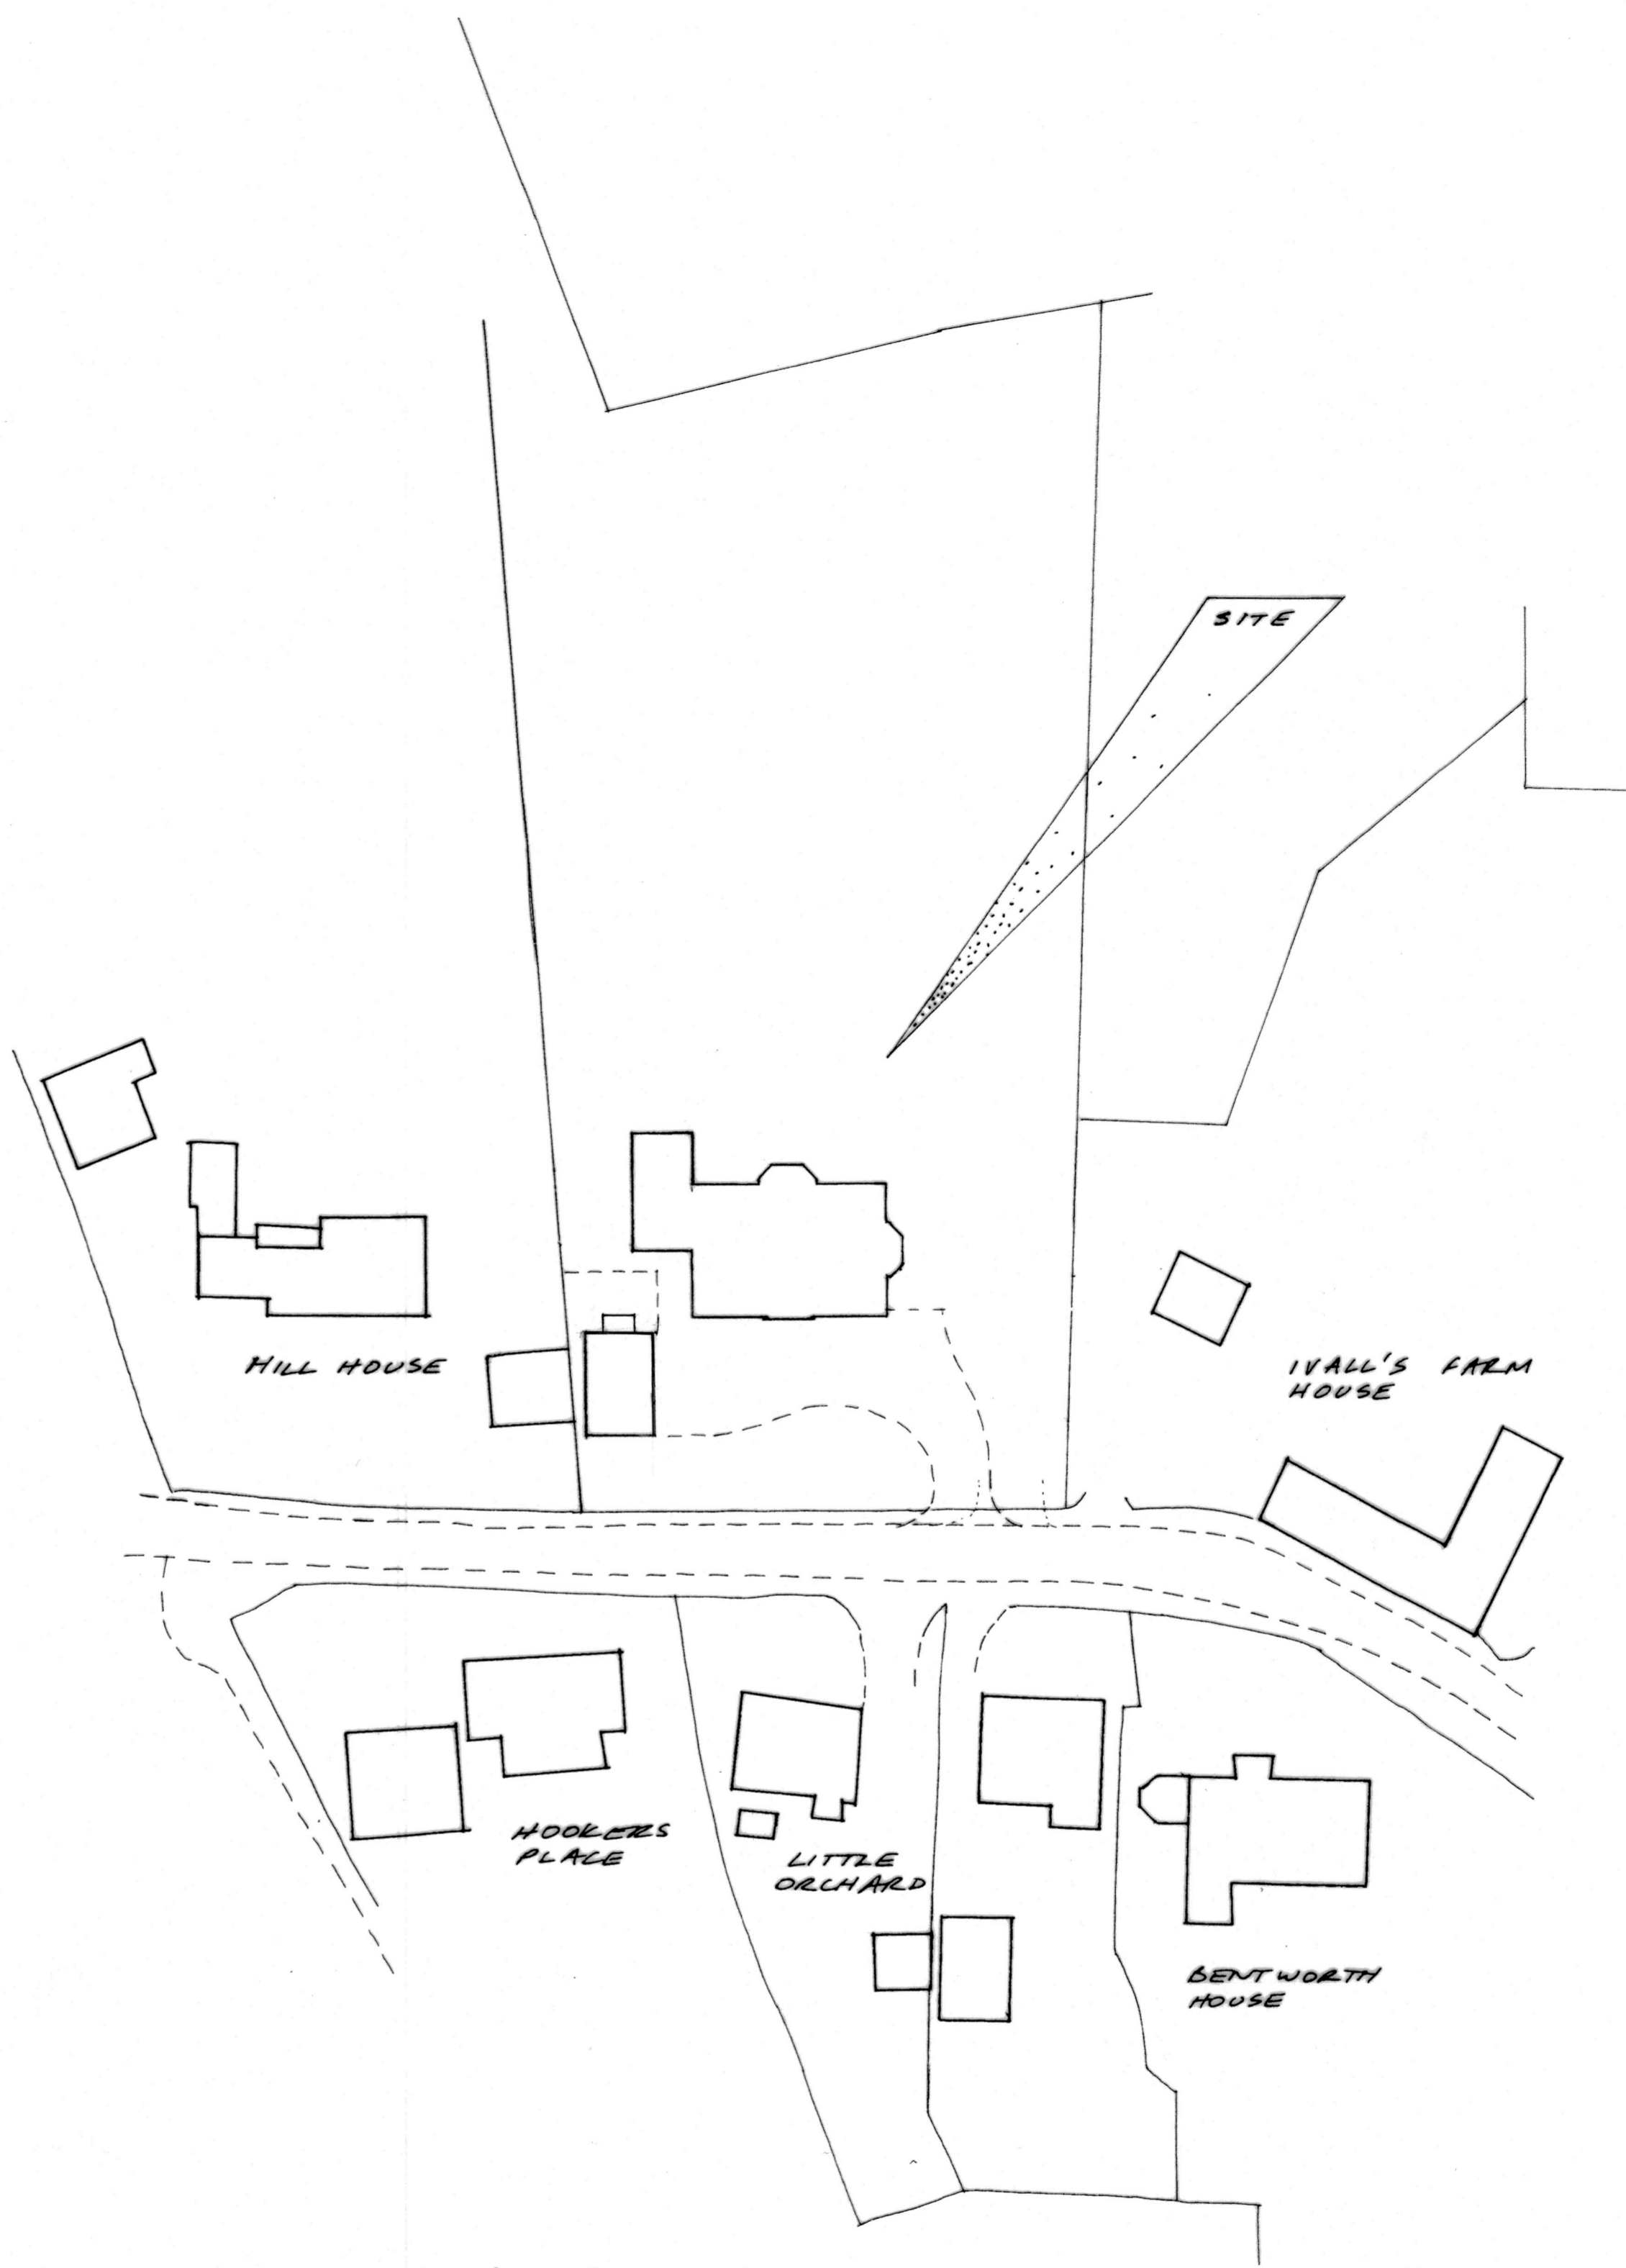 SITE
HILL HOUSE
IVALL'S FARM
HOUSE
HOOKERS
PLACE
LITTLE
ORCHARD
BENTWORTH
HOUSE